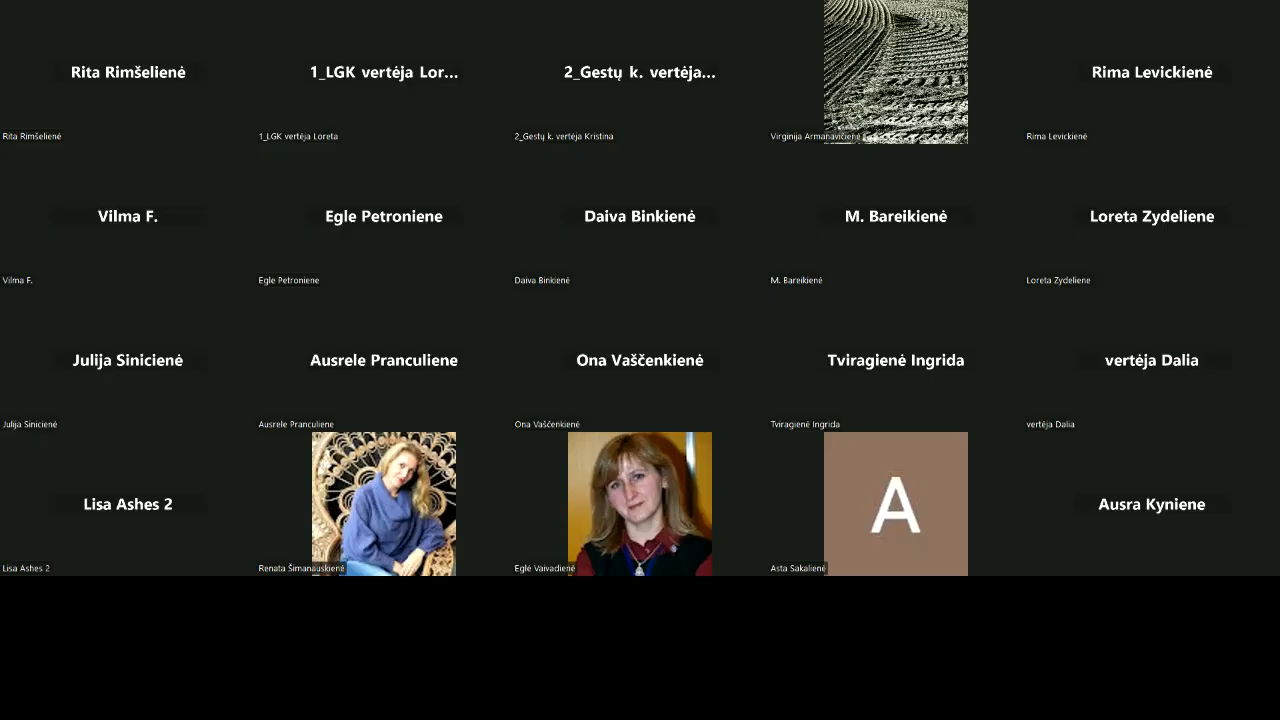 Rita Rimšelienė
1_LGK vertėja Lor...
2_Gestų k. vertėja...
Rima Levickienė
Rita Rimšelienė
1_LGK vertėja Loreta
2_Gestų k. vertėja Kristina
Virginija Armanavičienė
Rima Levickienė
Vilma F.
Egle Petroniene
Daiva Binkienė
M. Bareikienė
Loreta Zydeliene
Vilma F.
Egle Petroniene
Daiva Binkienė
M. Bareikienė
Loreta Zydeliene
Julija Sinicienė
Ausrele Pranculiene
Ona Vaščenkienė
Tviragienė Ingrida
vertėja Dalia
Julija Sinicienė
Ausrele Pranculiene
Ona Vaščenkienė
Tviragienė Ingrida
vertėja Dalia
Lisa Ashes 2
A
Ausra Kyniene
Lisa Ashes 2
Renata Šimanauskienė
Eglė Vaivadienė
Asta Sakalienė